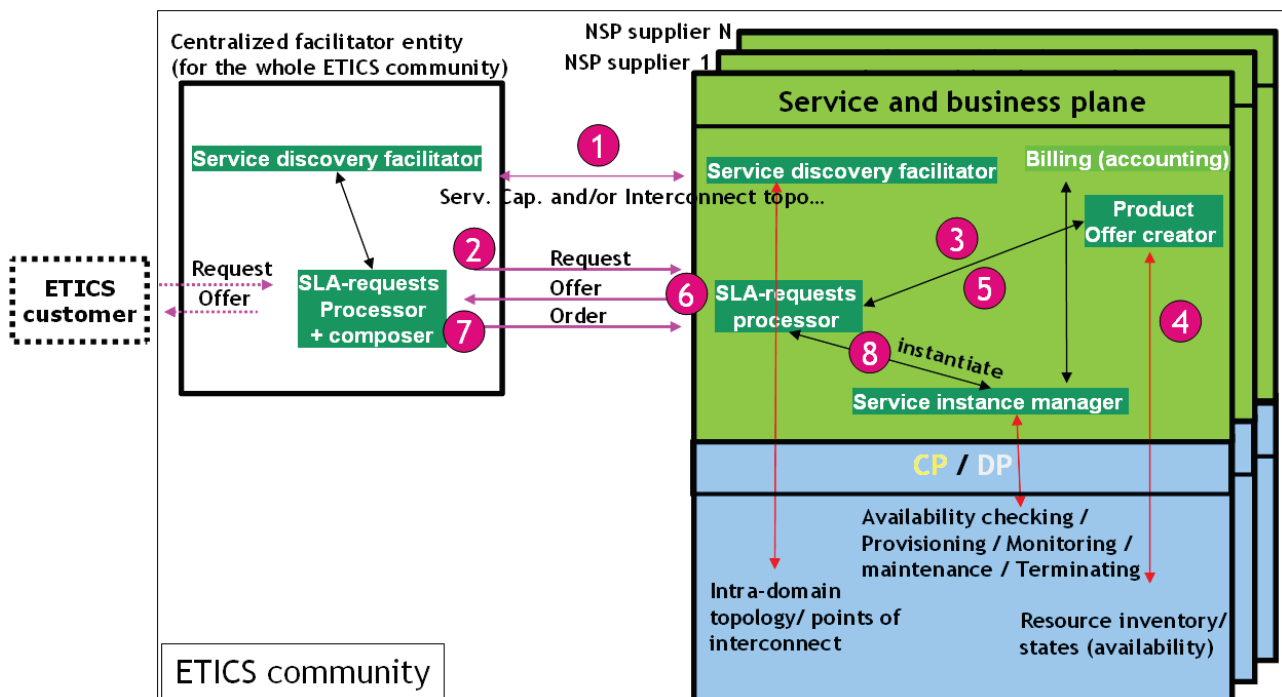 NSP supplier N
NSP supplier 1
Centralized facilitator entity
(for the whole ETICS community)
Service and business plane
Service discovery facilitator
1
Service discovery facilitator
Billing (accounting)
Serv. Cap. and/or Interconnect topo...
Product
Offer creator
3
2
Request
Request
Offer
ETICS
customer
SLA-requests
Processor
+ composer
Offer
6
SLA-requests
processor
5
4
7
Order
8
instantiate
Service instance manager
CP / DP
Availability checking /
Provisioning / Monitoring /
maintenance / Terminating
Intra-domain
topology/ points of
interconnect
Resource inventory/
states (availability)
ETICS community